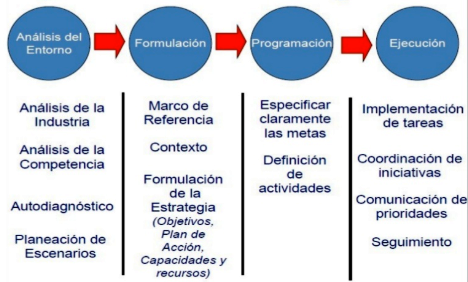 Análisis del
Entorno
Formulación
Programación
Ejecución
Análisis de la
Industria
Análisis de la
Competencia
Autodiagnóstico
Planeación de
Escenarios
Marco de
Referencia
Contexto
Formulación
de la
Estrategia
(Objetivos,
Plan de
Acción,
Capacidades y
recursos)
Especificar
claramente
las metas
Definición
de
actividades
Implementación
de tareas
Coordinación de
iniciativas
Comunicación de
prioridades
Seguimiento